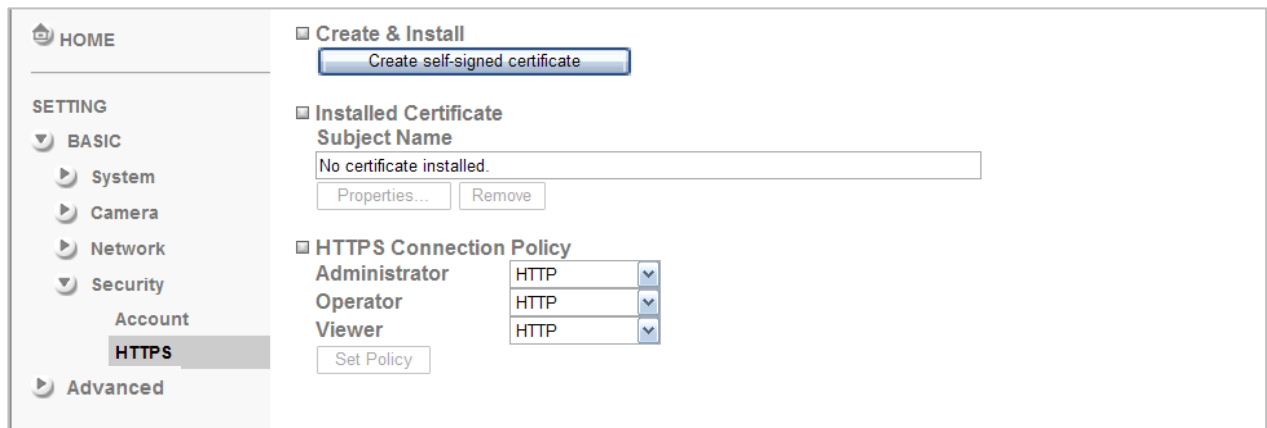 HOME
SETTING
BASIC
System
Camera
Network
Security
Account
HTTPS
Advanced
Create & Install
Create self-signed certificate
Installed Certificate
Subject Name
No certificate installed.
Properties... Remove
HTTPS Connection Policy
Administrator HTTP
Operator HTTP
Viewer HTTP
Set Policy